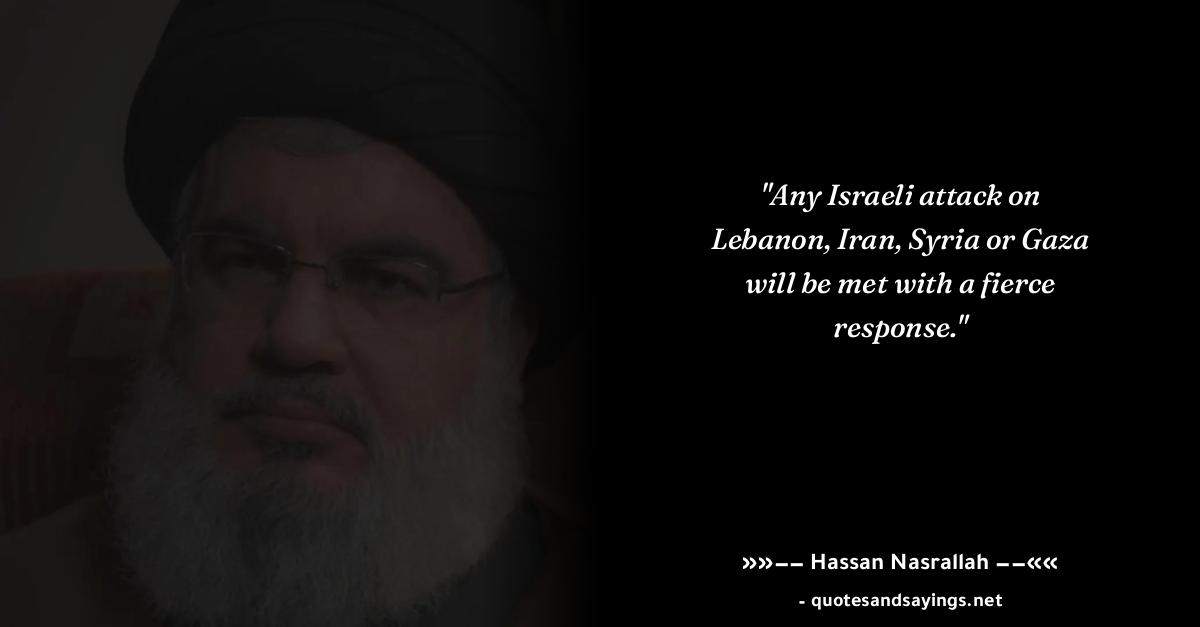 "Any Israeli attack on
Lebanon, Iran, Syria or Gaza
will be met with a fierce
response."
»»–– Hassan Nasrallah ––««
- quotesandsayings.net